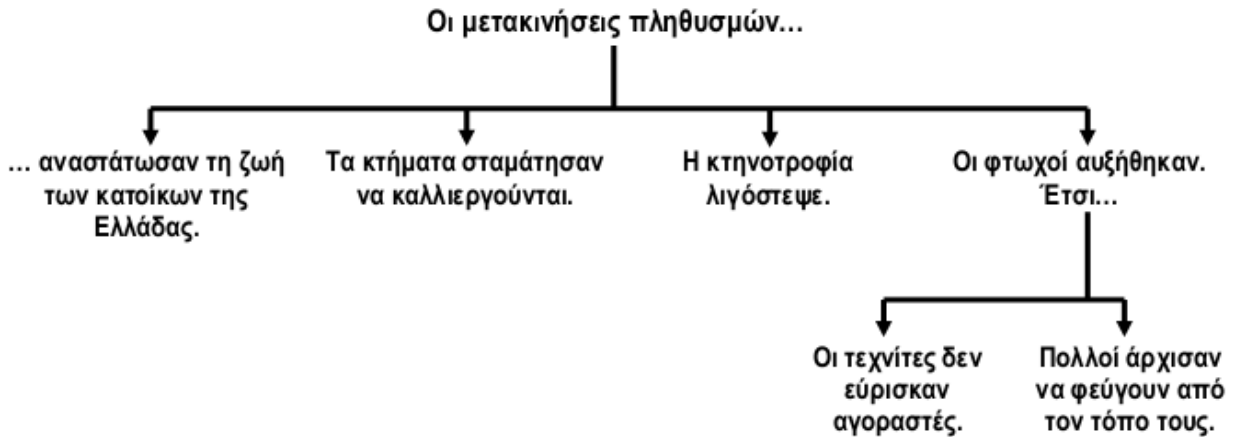 Οι μετακινήσεις πληθυσμών...
... αναστάτωσαν τη ζωή
των κατοίκων της
Ελλάδας.
Τα κτήματα σταμάτησαν
να καλλιεργούνται.
Η κτηνοτροφία
λιγόστεψε.
Οι φτωχοί αυξήθηκαν.
Έτσι...
Οι τεχνίτες δεν
εύρισκαν
αγοραστές.
Πολλοί άρχισαν
να φεύγουν από
τον τόπο τους.